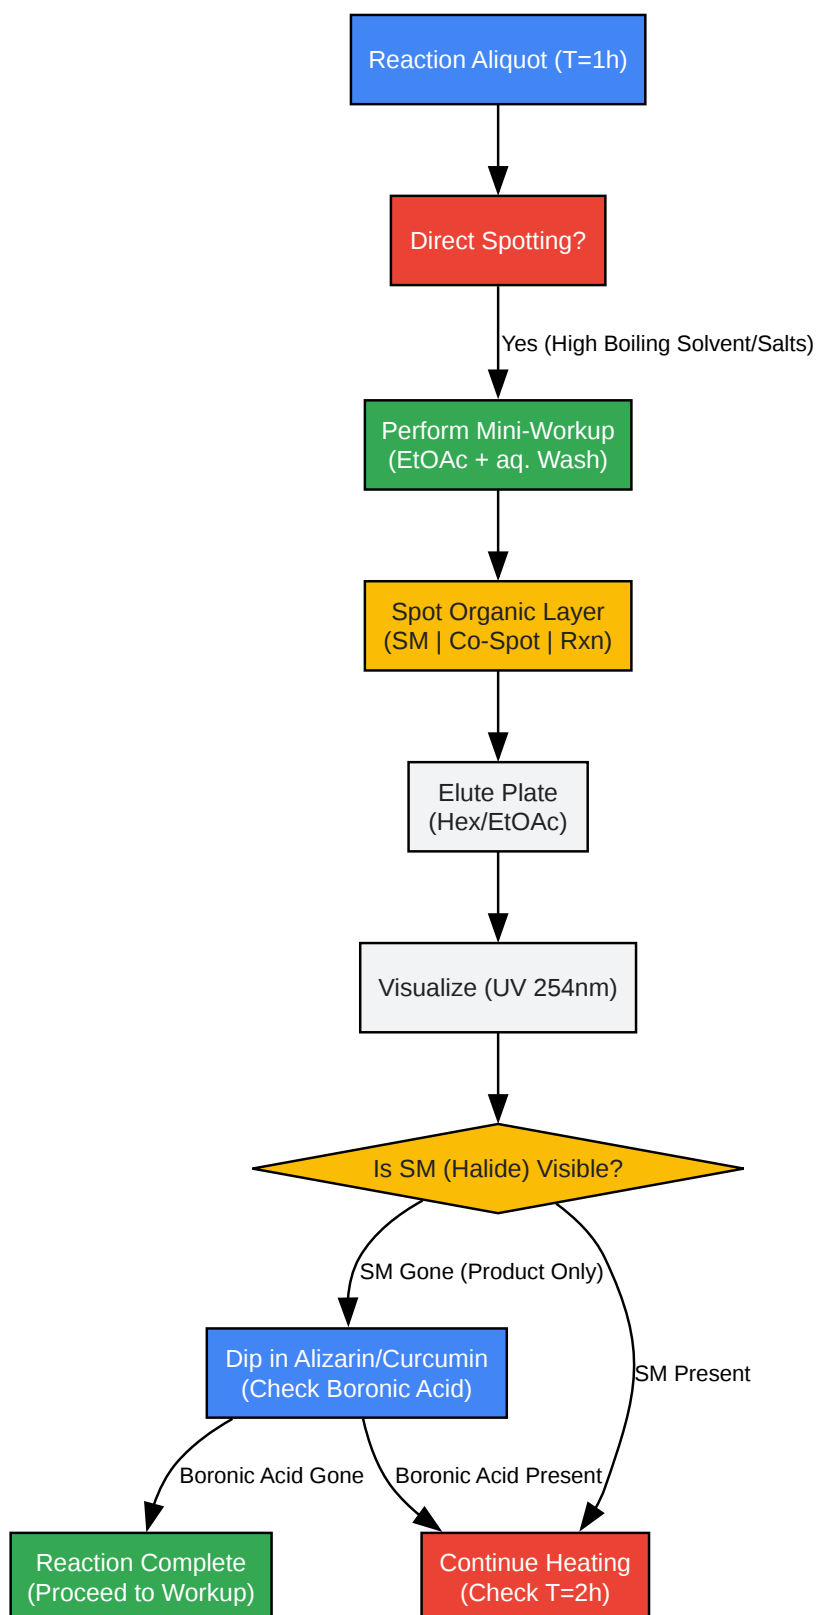 Reaction Aliquot (T=1h)
Direct Spotting?
Yes (High Boiling Solvent/Salts)
Perform Mini-Workup
(EtOAc + aq. Wash)
Spot Organic Layer
(SM | Co-Spot | Rxn)
Elute Plate
(Hex/EtOAc)
Visualize (UV 254nm)
Is SM (Halide) Visible?
SM Gone (Product Only)
Dip in Alizarin/Curcumin
(Check Boronic Acid)
SM Present
Boronic Acid Gone
Boronic Acid Present
Reaction Complete
(Proceed to Workup)
Continue Heating
(Check T=2h)